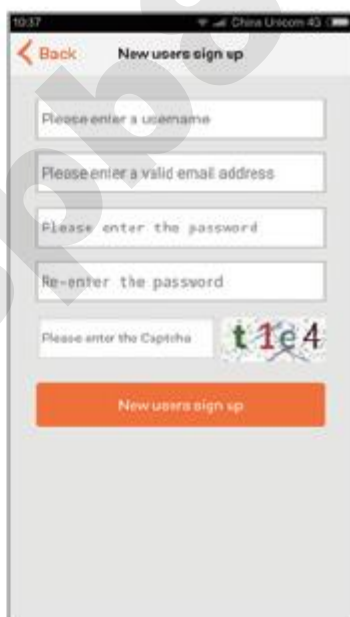 10:37 China Unicom 4G
Back New users sign up
Please enter a username
Please enter a valid email address
Please enter the password
Re-enter the password
Please enter the Captcha t1e4
New users sign up